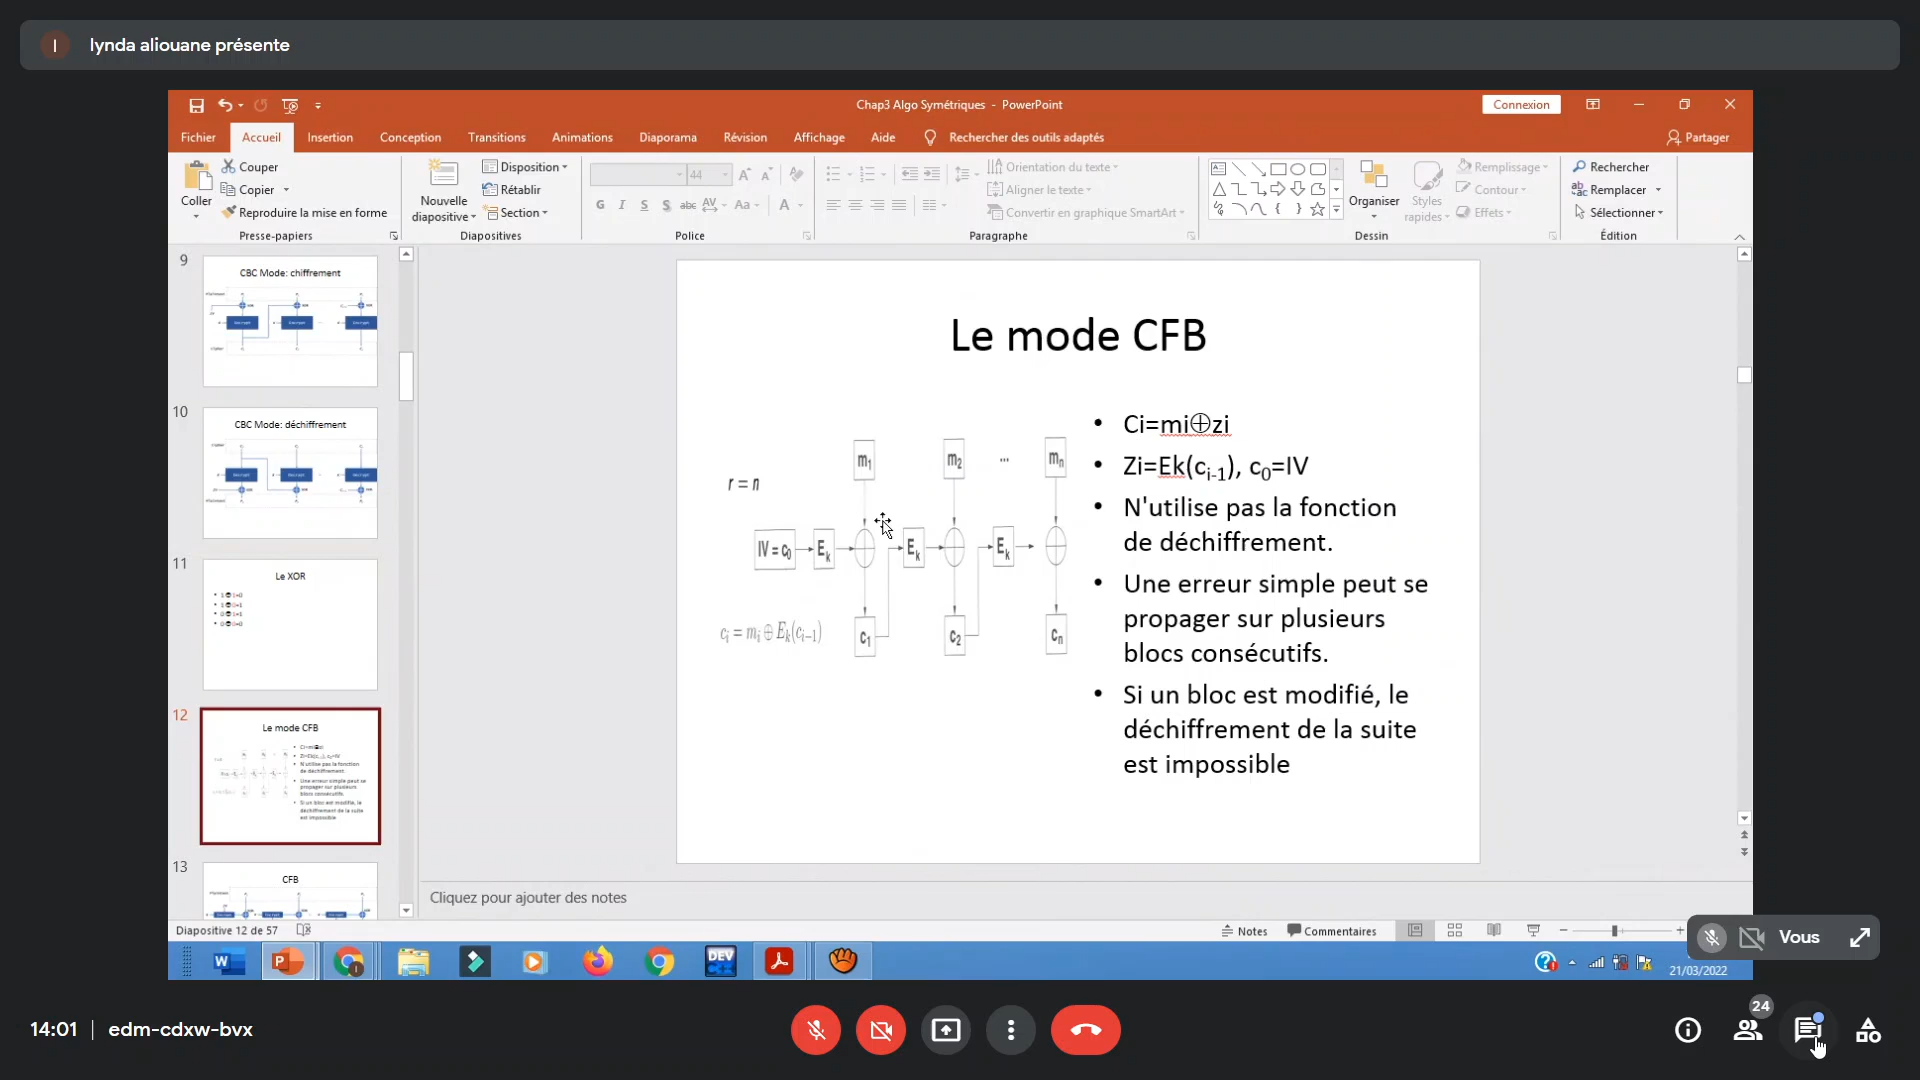 l
lynda aliouane présente
Chap3 Algo Symétriques - PowerPoint
Connexion
Fichier
Accueil
Insertion
Conception
Transitions
Animations
Diaporama
Révision
Affichage
Aide
Rechercher des outils adaptés
Partager
Coller
Couper
Copier
Reproduire la mise en forme
Presse-papiers
Nouvelle
diapositive
Disposition
Rétablir
Section
Diapositives
44
G I S S abc AV Aa A
Police
Orientation du texte
Aligner le texte
Convertir en graphique SmartArt
Paragraphe
Organiser
Styles
rapides
Remplissage
Contour
Effets
Dessin
Rechercher
Remplacer
Sélectionner
Édition
9
CBC Mode: chiffrement
10
CBC Mode: déchiffrement
11
Le XOR
12
Le mode CFB
13
CFB
Le mode CFB
r = n
m1
m2
...
mn
IV = c0
Ek
Ek
Ek
ci = mi ⊕ Ek(ci−1)
c1
c2
cn
• Ci=mi⊕zi
• Zi=Ek(ci-1), c0=IV
• N'utilise pas la fonction
de déchiffrement.
• Une erreur simple peut se
propager sur plusieurs
blocs consécutifs.
• Si un bloc est modifié, le
déchiffrement de la suite
est impossible
Cliquez pour ajouter des notes
Diapositive 12 de 57
Notes
Commentaires
Vous
DEV
21/03/2022
14:01 | edm-cdxw-bvx
24